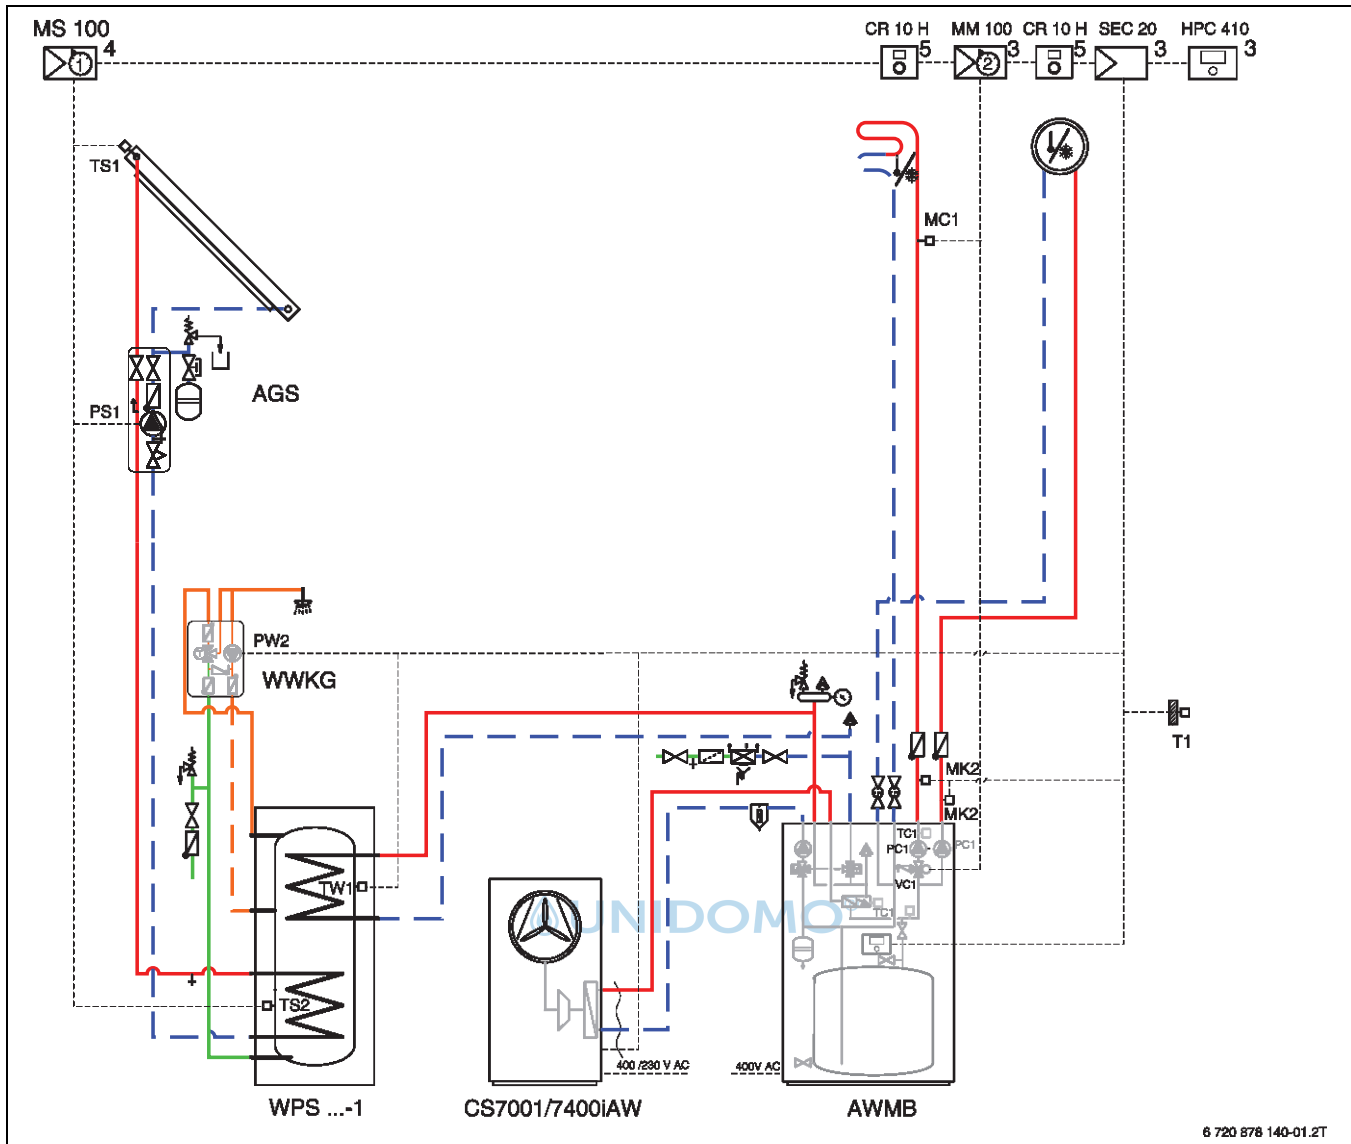 MS 100
4
1
CR 10 H
5
MM 100
3
2
CR 10 H
5
SEC 20
3
HPC 410
3
TS1
MC1
AGS
PS1
PW2
WWKG
T1
MK2
MK2
TC1
PC1
PC1
VC1
TW1
TC1
UNIDOMO
TS2
400 /230 V AC
400V AC
WPS ...-1
CS7001/7400iAW
AWMB
6 720 878 140-01.2T